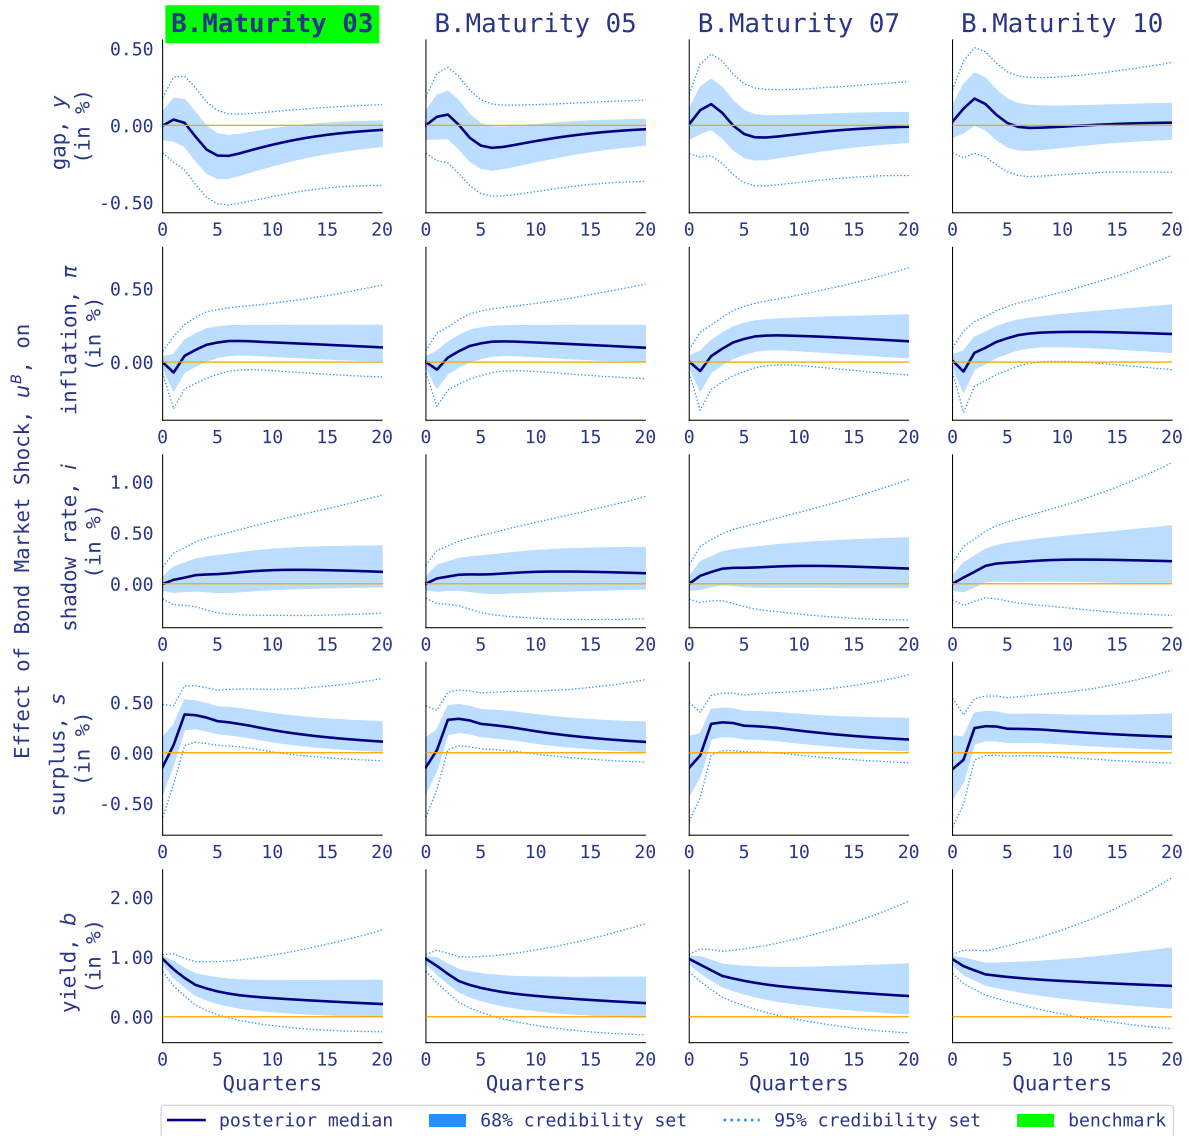 B.Maturity 03 B.Maturity 05 B.Maturity 07 B.Maturity 10
Effect of Bond Market Shock, u^B, on
gap, y
(in %)
0.50
0.00
-0.50
0 5 10 15 20 0 5 10 15 20 0 5 10 15 20 0 5 10 15 20
inflation, π
(in %)
0.50
0.00
0 5 10 15 20 0 5 10 15 20 0 5 10 15 20 0 5 10 15 20
shadow rate, i
(in %)
1.00
0.50
0.00
0 5 10 15 20 0 5 10 15 20 0 5 10 15 20 0 5 10 15 20
surplus, s
(in %)
0.50
0.00
-0.50
0 5 10 15 20 0 5 10 15 20 0 5 10 15 20 0 5 10 15 20
yield, b
(in %)
2.00
1.00
0.00
0 5 10 15 20 0 5 10 15 20 0 5 10 15 20 0 5 10 15 20
Quarters Quarters Quarters Quarters
posterior median 68% credibility set 95% credibility set benchmark